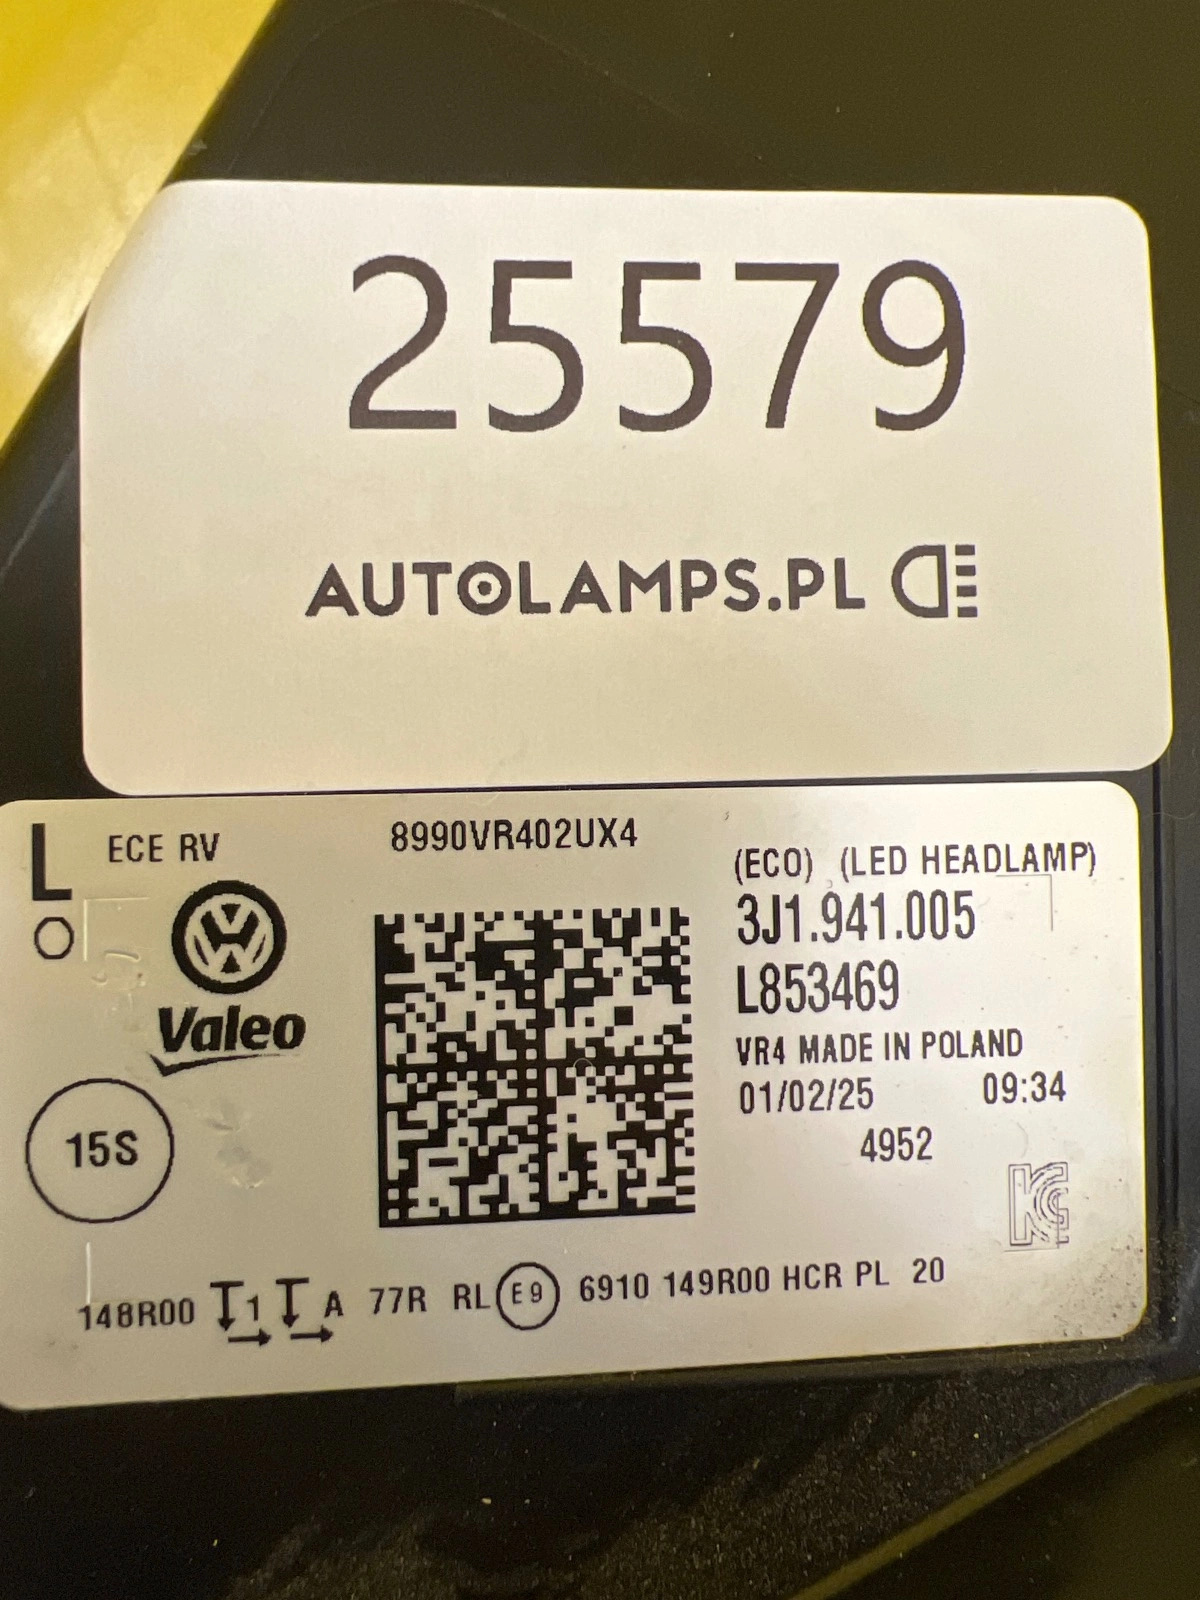 25579
AUTOLAMPS.PL
L
ECE RV
8990VR402UX4
(ECO) (LED HEADLAMP)
3J1.941.005
Valeo
L853469
VR4 MADE IN POLAND
01/02/25 09:34
4952
15S
148R00 1 A 77R RL E9 6910 149R00 HCR PL 20